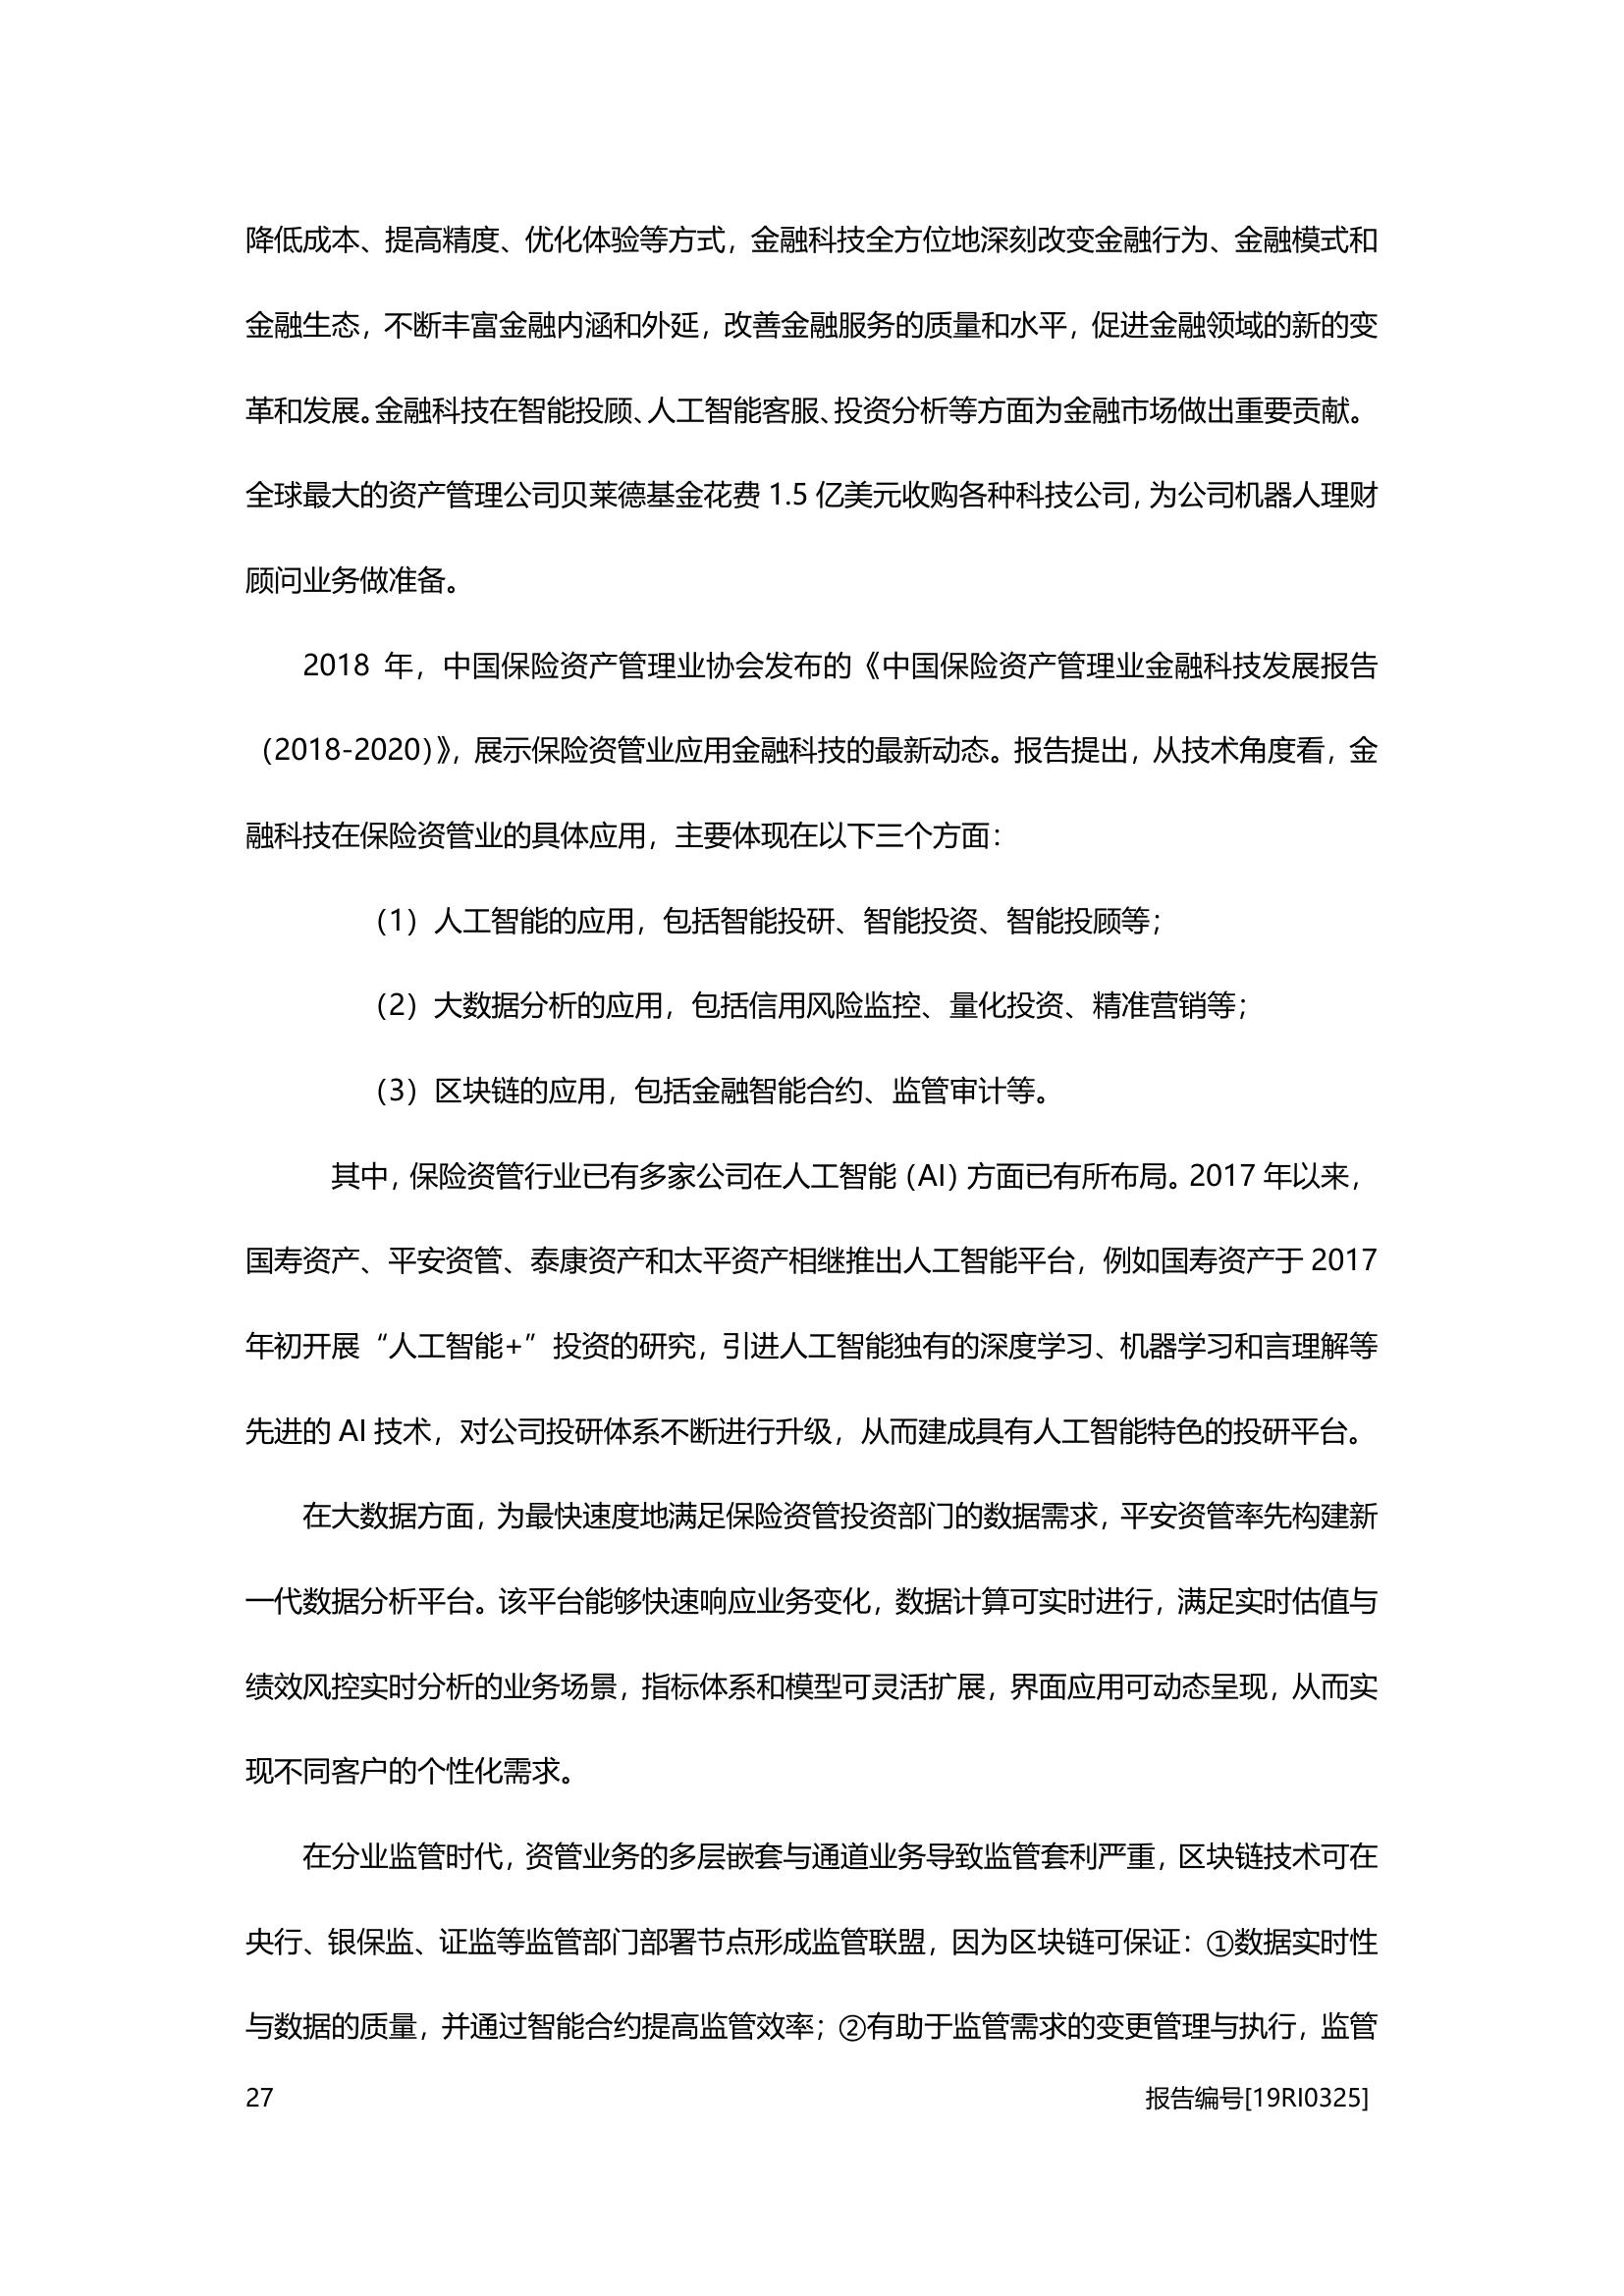 降低成本、提高精度、优化体验等方式，金融科技全方位地深刻改变金融行为、金融模式和
金融生态，不断丰富金融内涵和外延，改善金融服务的质量和水平，促进金融领域的新的变
革和发展。金融科技在智能投顾、人工智能客服、投资分析等方面为金融市场做出重要贡献。
全球最大的资产管理公司贝莱德基金花费 1.5 亿美元收购各种科技公司，为公司机器人理财
顾问业务做准备。
2018 年，中国保险资产管理业协会发布的《中国保险资产管理业金融科技发展报告
（2018-2020）》，展示保险资管业应用金融科技的最新动态。报告提出，从技术角度看，金
融科技在保险资管业的具体应用，主要体现在以下三个方面：
（1）人工智能的应用，包括智能投研、智能投资、智能投顾等；
（2）大数据分析的应用，包括信用风险监控、量化投资、精准营销等；
（3）区块链的应用，包括金融智能合约、监管审计等。
其中，保险资管行业已有多家公司在人工智能（AI）方面已有所布局。2017 年以来，
国寿资产、平安资管、泰康资产和太平资产相继推出人工智能平台，例如国寿资产于 2017
年初开展“人工智能+”投资的研究，引进人工智能独有的深度学习、机器学习和言理解等
先进的 AI 技术，对公司投研体系不断进行升级，从而建成具有人工智能特色的投研平台。
在大数据方面，为最快速度地满足保险资管投资部门的数据需求，平安资管率先构建新
一代数据分析平台。该平台能够快速响应业务变化，数据计算可实时进行，满足实时估值与
绩效风控实时分析的业务场景，指标体系和模型可灵活扩展，界面应用可动态呈现，从而实
现不同客户的个性化需求。
在分业监管时代，资管业务的多层嵌套与通道业务导致监管套利严重，区块链技术可在
央行、银保监、证监等监管部门部署节点形成监管联盟，因为区块链可保证：①数据实时性
与数据的质量，并通过智能合约提高监管效率；②有助于监管需求的变更管理与执行，监管
27 报告编号[19RI0325]